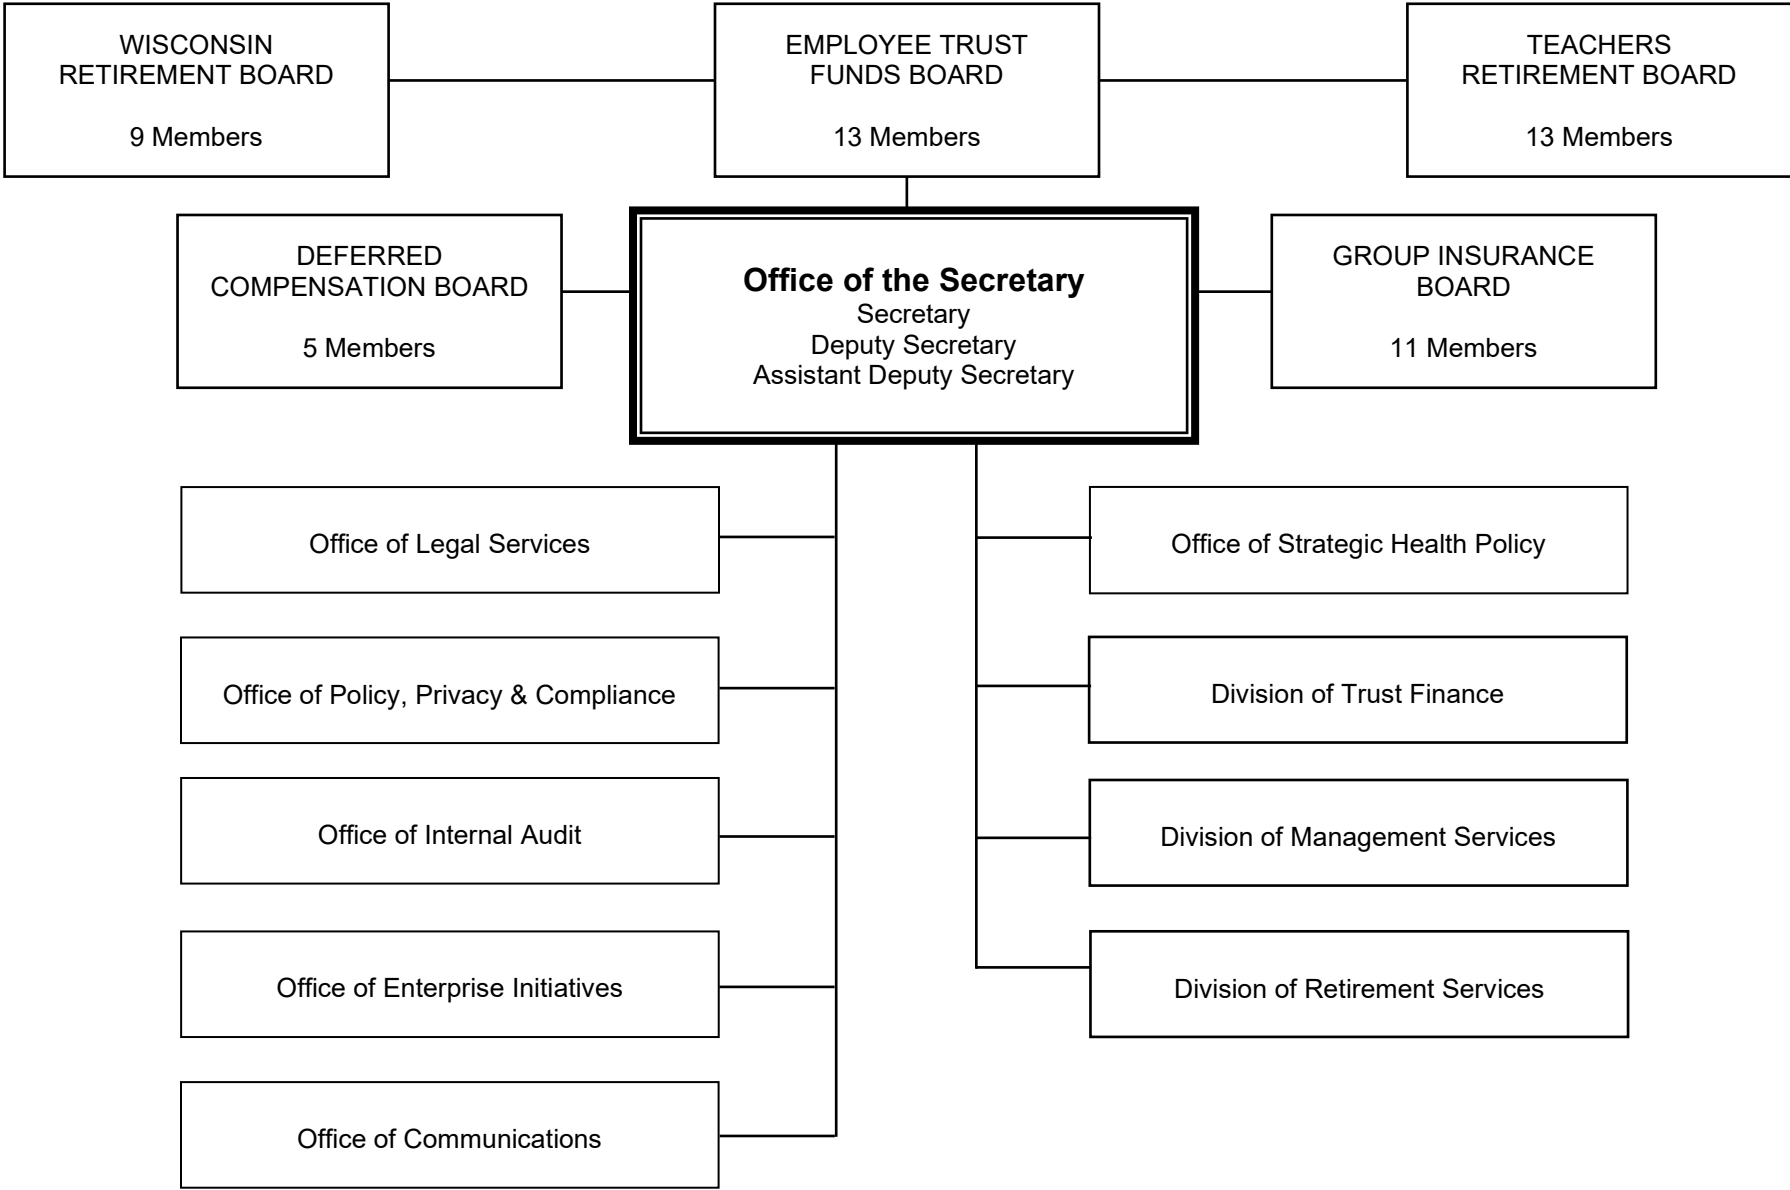 WISCONSIN
RETIREMENT BOARD
9 Members
EMPLOYEE TRUST
FUNDS BOARD
13 Members
TEACHERS
RETIREMENT BOARD
13 Members
DEFERRED
COMPENSATION BOARD
5 Members
Office of the Secretary
Secretary
Deputy Secretary
Assistant Deputy Secretary
GROUP INSURANCE
BOARD
11 Members
Office of Legal Services
Office of Policy, Privacy & Compliance
Office of Internal Audit
Office of Enterprise Initiatives
Office of Communications
Office of Strategic Health Policy
Division of Trust Finance
Division of Management Services
Division of Retirement Services